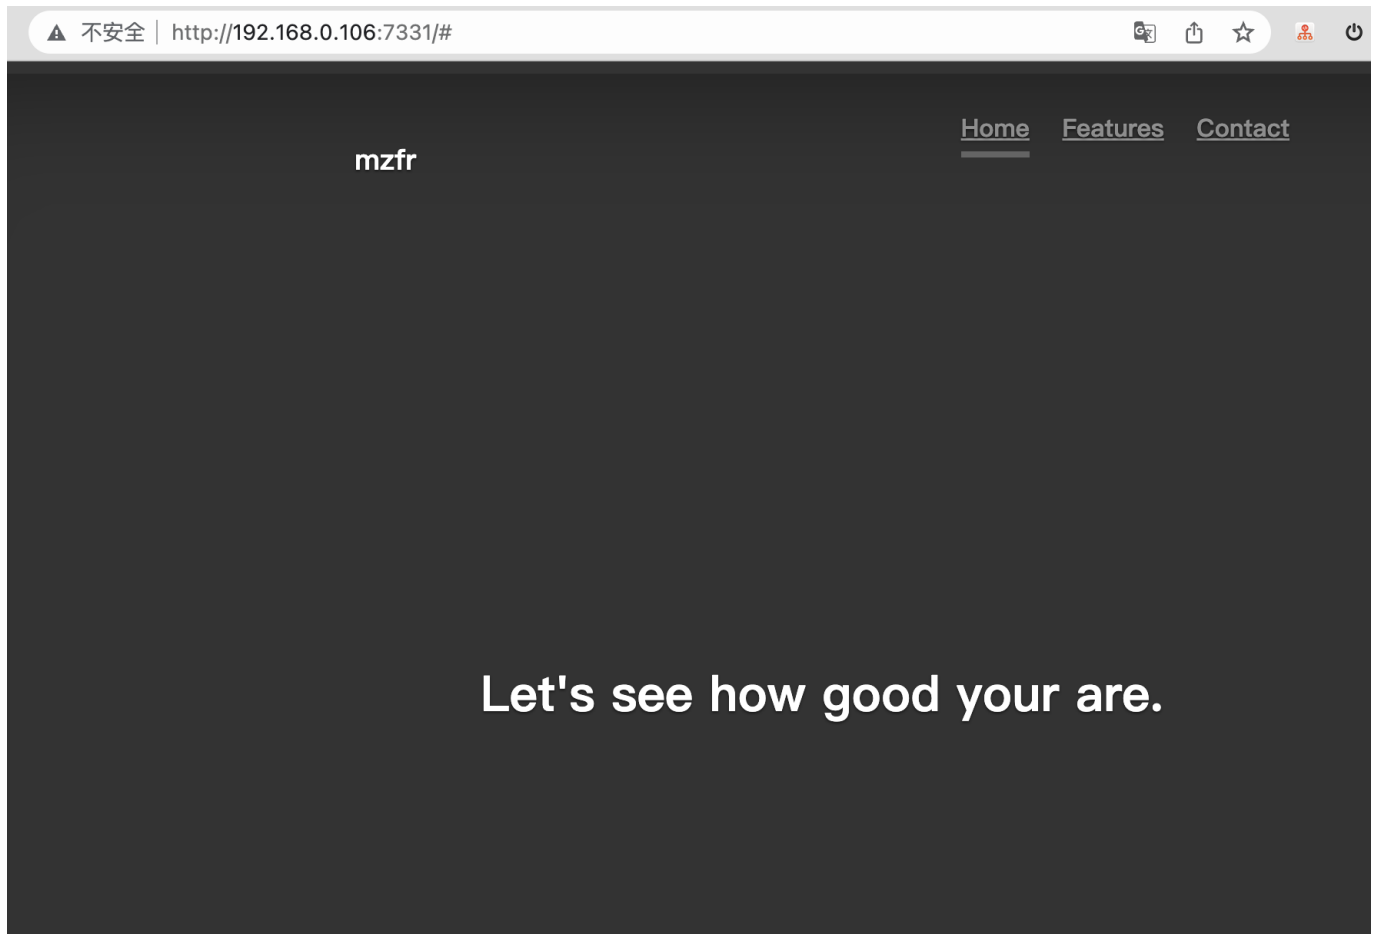 不安全 http://192.168.0.106:7331/#
Home Features Contact
mzfr
Let's see how good your are.